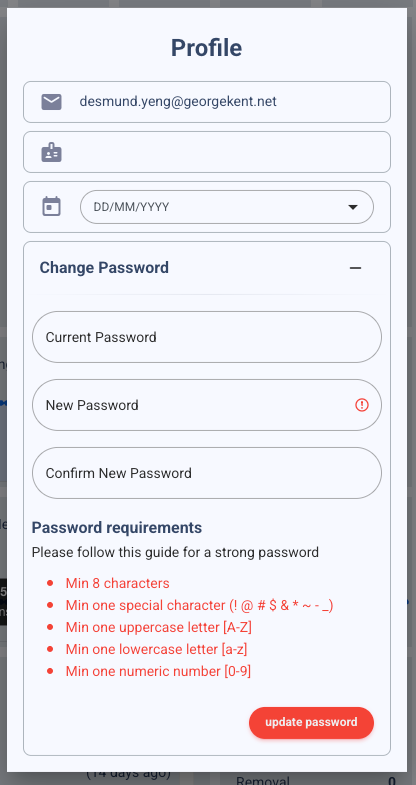 Profile
desmund.yeng@georgekent.net
DD/MM/YYYY
Change Password
Current Password
New Password
Confirm New Password
Password requirements
Please follow this guide for a strong password
Min 8 characters
Min one special character (! @ # $ & * ~ - _)
Min one uppercase letter [A-Z]
Min one lowercase letter [a-z]
Min one numeric number [0-9]
update password
(14 days ago)
Removal
0